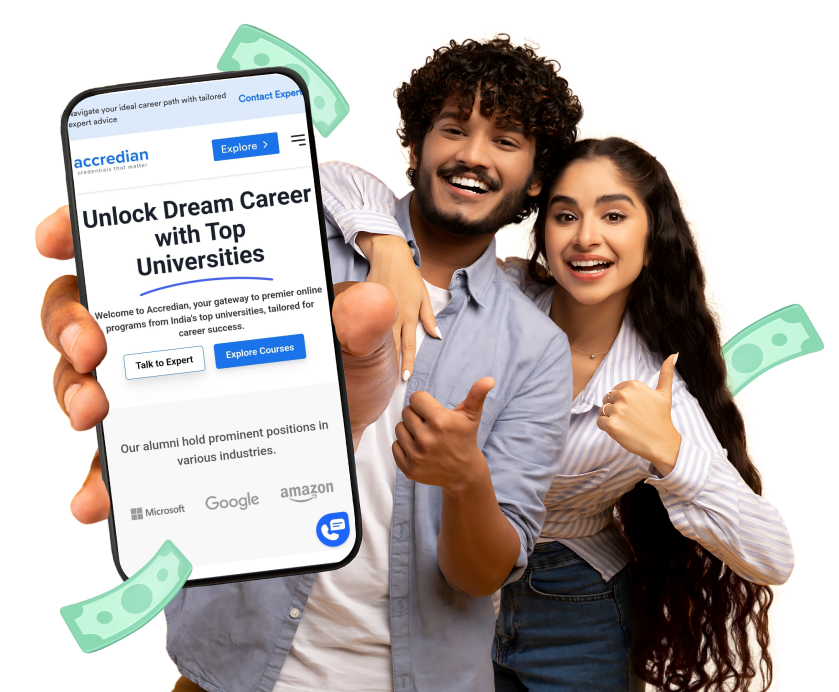 Navigate your ideal career path with tailored
expert advice
Contact Expert
accredian
credentials that matter
Explore
Unlock Dream Career
with Top
Universities
Welcome to Accredian, your gateway to premier online
programs from India's top universities, tailored for
career success.
Talk to Expert
Explore Courses
Our alumni hold prominent positions in
various industries.
Microsoft
Google
amazon